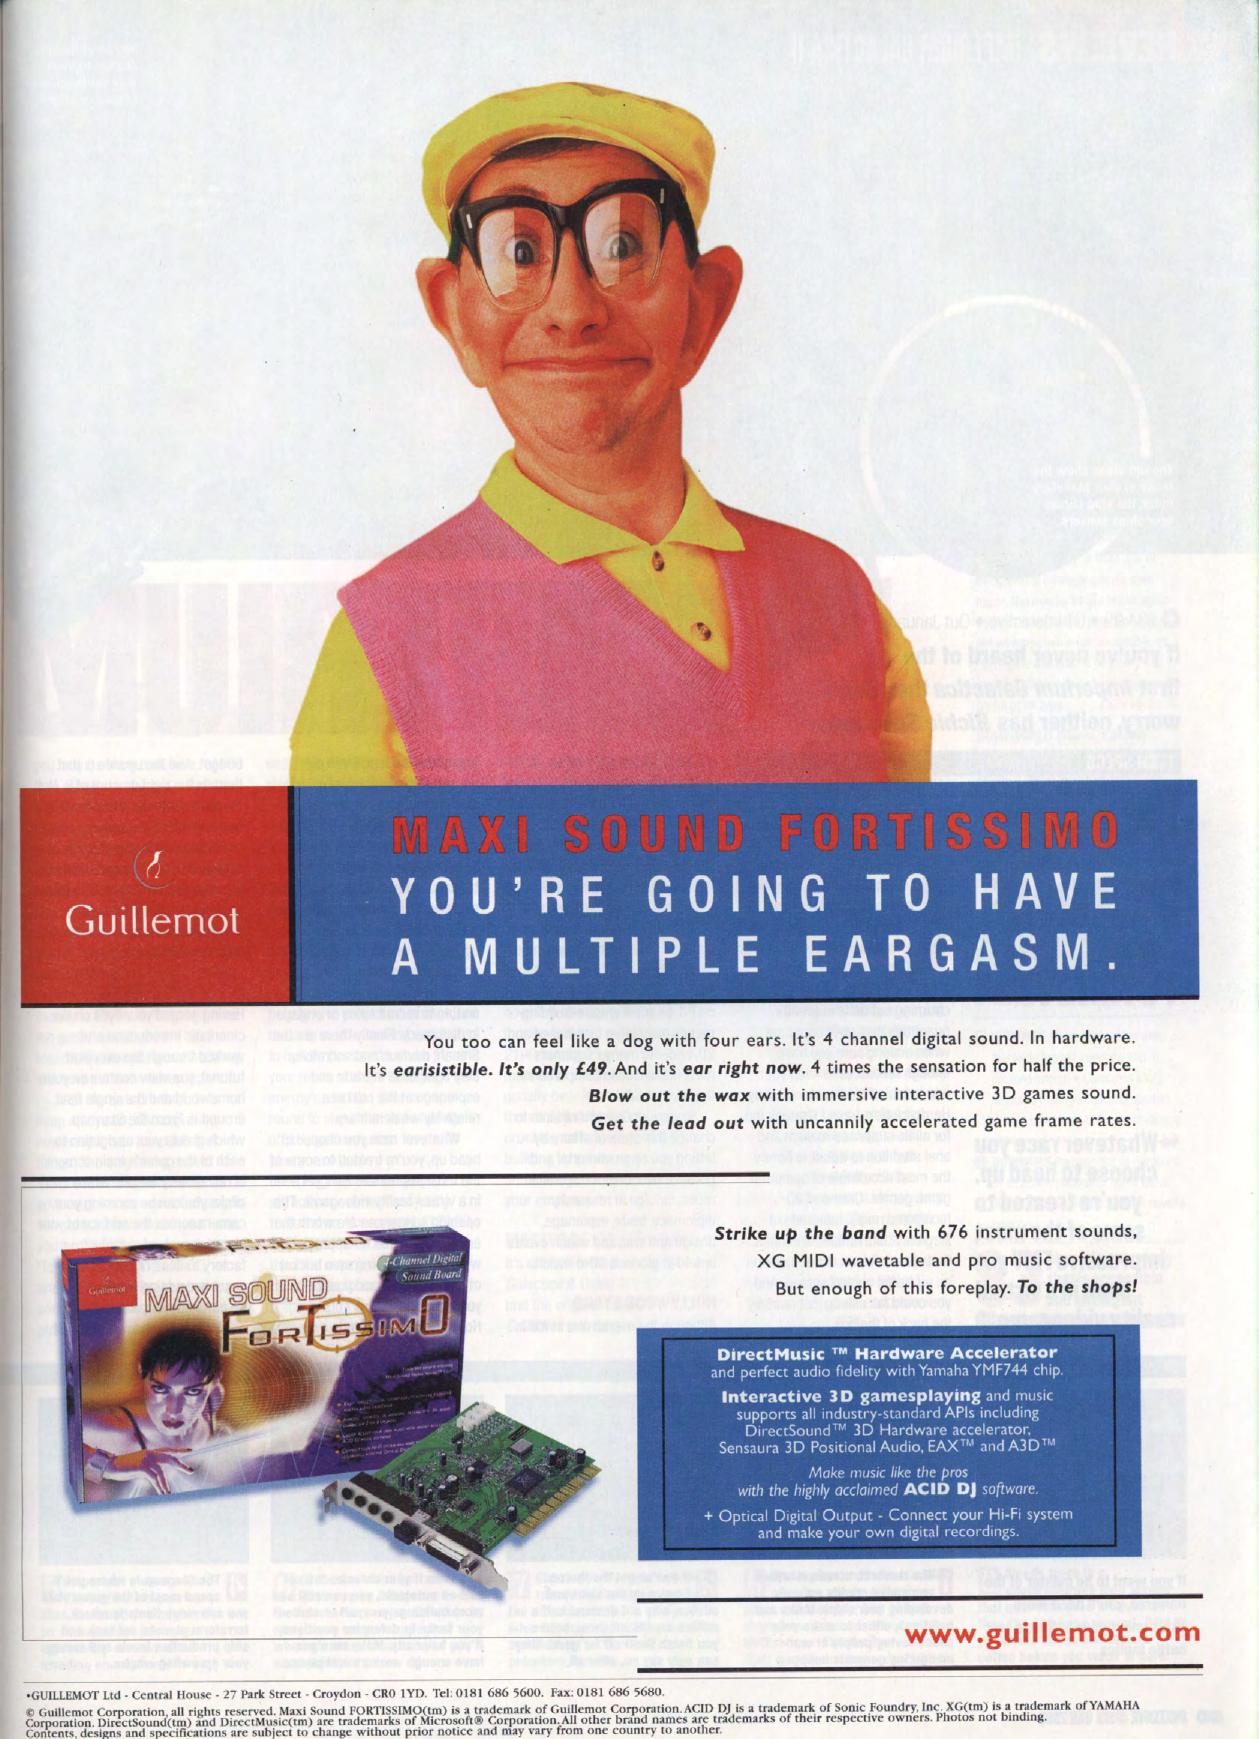 Guillemot
MAXI SOUND FORTISSIMO
YOU'RE GOING TO HAVE
A MULTIPLE EARGASM.
You too can feel like a dog with four ears. It's 4 channel digital sound. In hardware.
It's earisistible. It's only £49. And it's ear right now. 4 times the sensation for half the price.
Blow out the wax with immersive interactive 3D games sound.
Get the lead out with uncannily accelerated game frame rates.
Strike up the band with 676 instrument sounds,
XG MIDI wavetable and pro music software.
But enough of this foreplay. To the shops!
4-Channel Digital
Sound Board
Guillemot
MAXI SOUND
FORTISSIMO
DirectMusic ™ Hardware Accelerator
and perfect audio fidelity with Yamaha YMF744 chip.
Interactive 3D gamesplaying and music
supports all industry-standard APIs including
DirectSound™ 3D Hardware accelerator,
Sensaura 3D Positional Audio, EAX™ and A3D™
Make music like the pros
with the highly acclaimed ACID DJ software.
+ Optical Digital Output - Connect your Hi-Fi system
and make your own digital recordings.
www.guillemot.com
•GUILLEMOT Ltd - Central House - 27 Park Street - Croydon - CR0 1YD. Tel: 0181 686 5600. Fax: 0181 686 5680.
© Guillemot Corporation, all rights reserved. Maxi Sound FORTISSIMO(tm) is a trademark of Guillemot Corporation. ACID DJ is a trademark of Sonic Foundry, Inc. XG(tm) is a trademark of YAMAHA
Corporation. DirectSound(tm) and DirectMusic(tm) are trademarks of Microsoft® Corporation. All other brand names are trademarks of their respective owners. Photos not binding.
Contents, designs and specifications are subject to change without prior notice and may vary from one country to another.